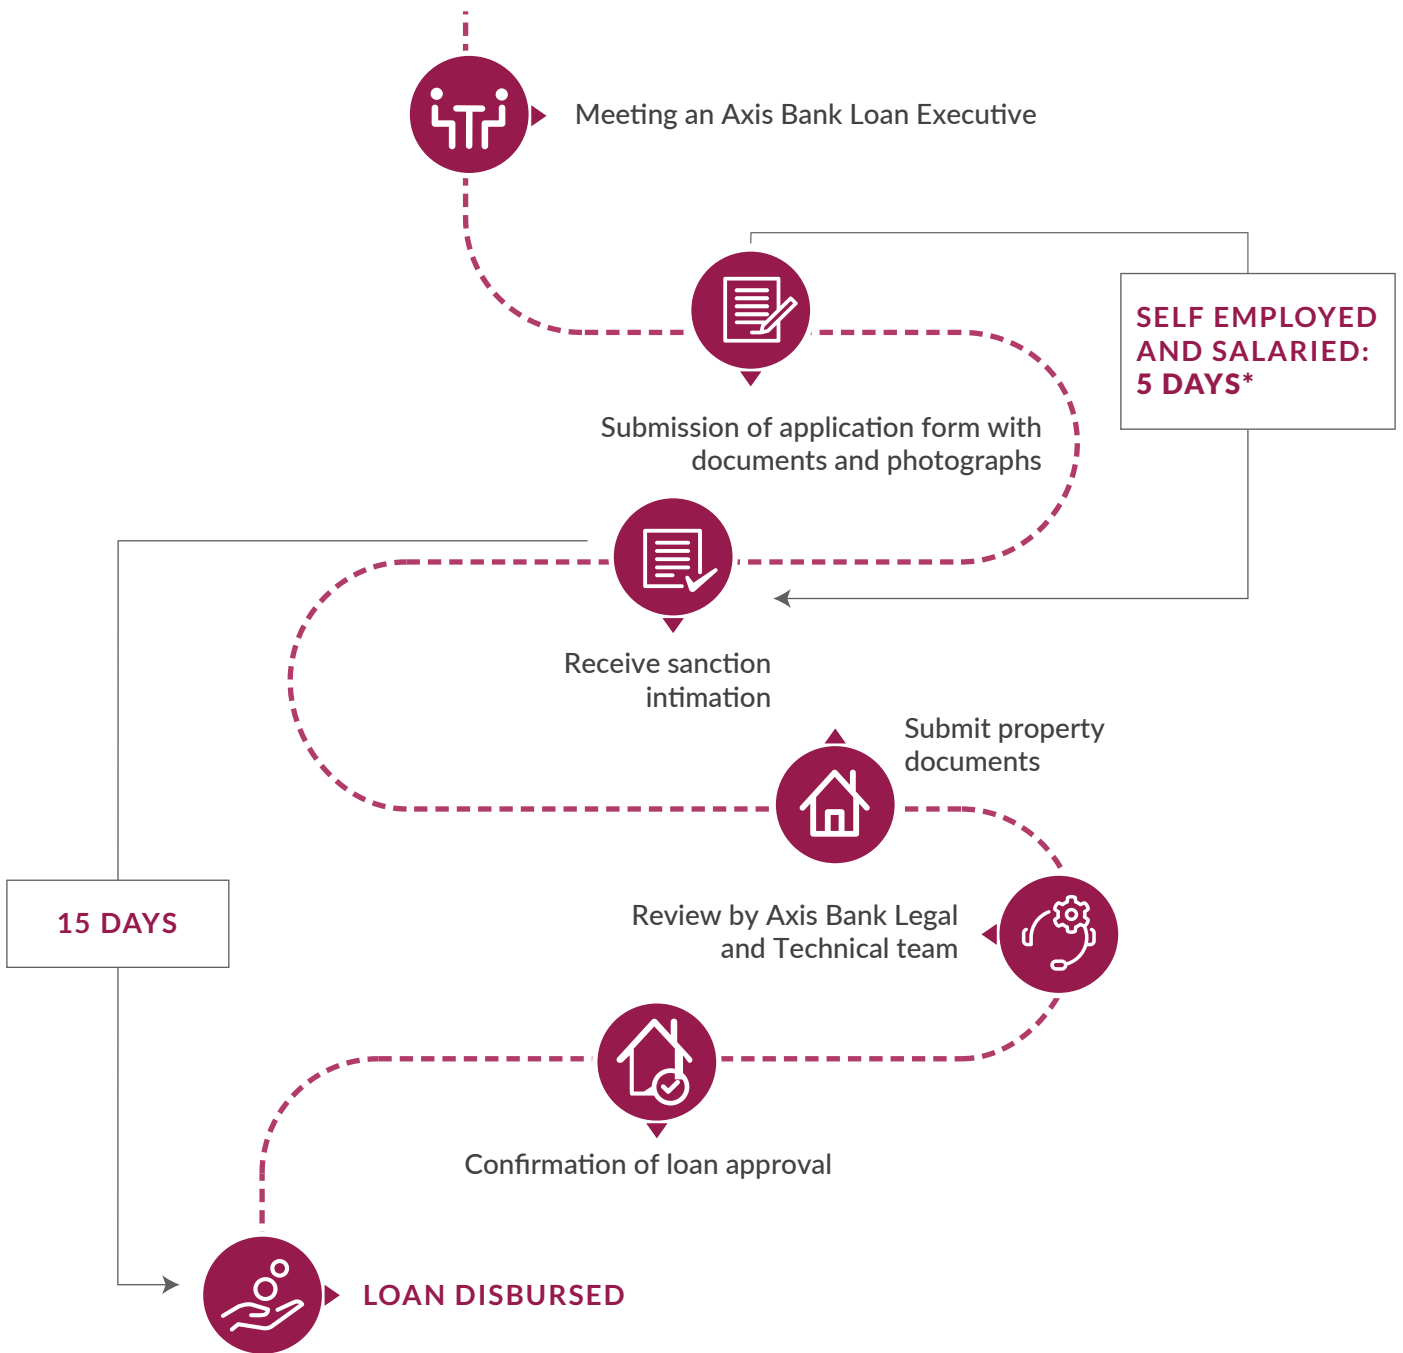 Meeting an Axis Bank Loan Executive
SELF EMPLOYED
AND SALARIED:
5 DAYS*
Submission of application form with
documents and photographs
Receive sanction
intimation
Submit property
documents
15 DAYS
Review by Axis Bank Legal
and Technical team
Confirmation of loan approval
LOAN DISBURSED